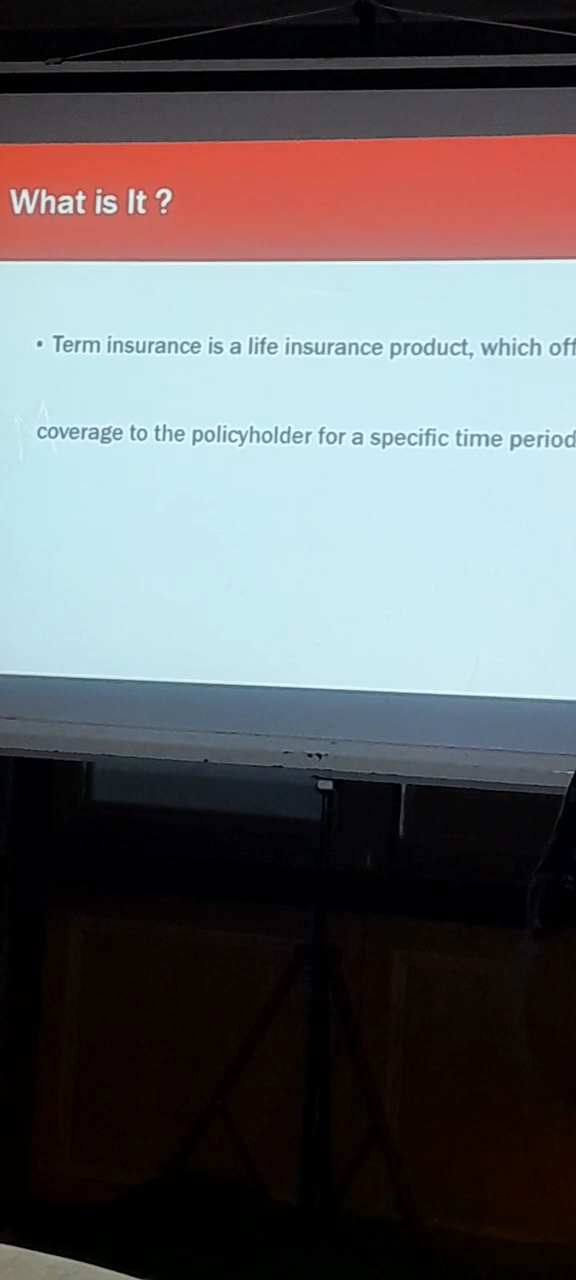 What is It ?
• Term insurance is a life insurance product, which off
coverage to the policyholder for a specific time period